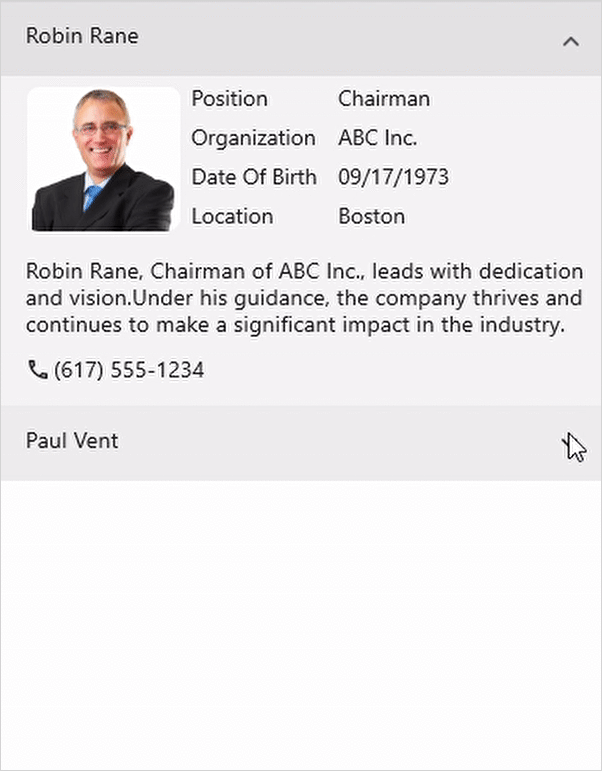 Robin Rane
Position Chairman
Organization ABC Inc.
Date Of Birth 09/17/1973
Location Boston
Robin Rane, Chairman of ABC Inc., leads with dedication
and vision.Under his guidance, the company thrives and
continues to make a significant impact in the industry.
(617) 555-1234
Paul Vent